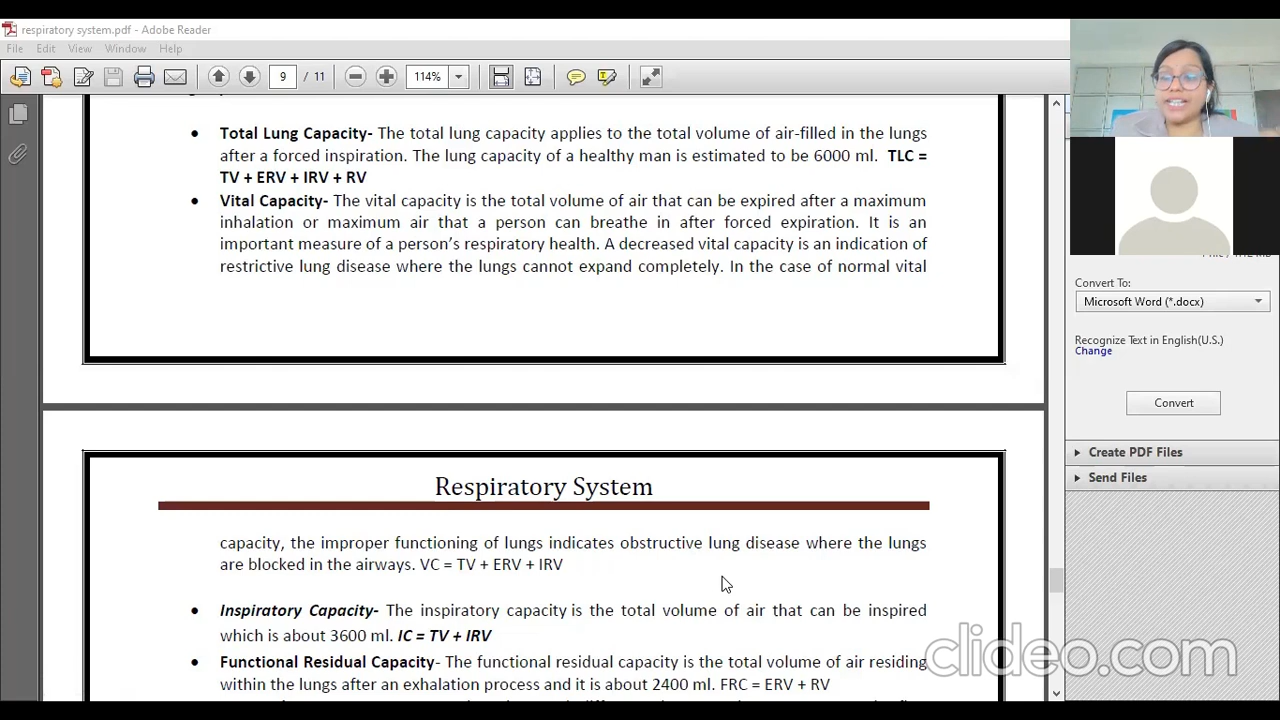 respiratory system.pdf - Adobe Reader
File Edit View Window Help
9 / 11 114%
Total Lung Capacity- The total lung capacity applies to the total volume of air-filled in the lungs
after a forced inspiration. The lung capacity of a healthy man is estimated to be 6000 ml. TLC =
TV + ERV + IRV + RV
Vital Capacity- The vital capacity is the total volume of air that can be expired after a maximum
inhalation or maximum air that a person can breathe in after forced expiration. It is an
important measure of a person's respiratory health. A decreased vital capacity is an indication of
restrictive lung disease where the lungs cannot expand completely. In the case of normal vital
Respiratory System
capacity, the improper functioning of lungs indicates obstructive lung disease where the lungs
are blocked in the airways. VC = TV + ERV + IRV
Inspiratory Capacity- The inspiratory capacity is the total volume of air that can be inspired
which is about 3600 ml. IC = TV + IRV
Functional Residual Capacity- The functional residual capacity is the total volume of air residing
within the lungs after an exhalation process and it is about 2400 ml. FRC = ERV + RV
Convert To:
Microsoft Word (*.docx)
Recognize Text in English(U.S.)
Change
Convert
Create PDF Files
Send Files
clideo.com